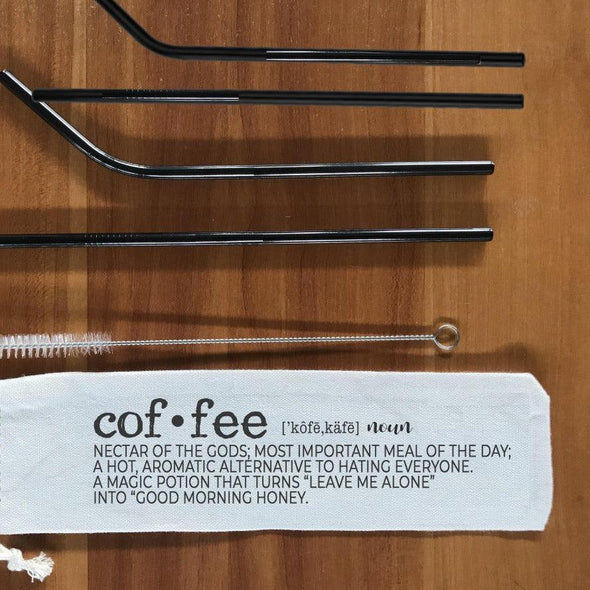 cof•fee ['kôfē,käfē] noun
NECTAR OF THE GODS; MOST IMPORTANT MEAL OF THE DAY;
A HOT, AROMATIC ALTERNATIVE TO HATING EVERYONE.
A MAGIC POTION THAT TURNS “LEAVE ME ALONE”
INTO “GOOD MORNING HONEY.